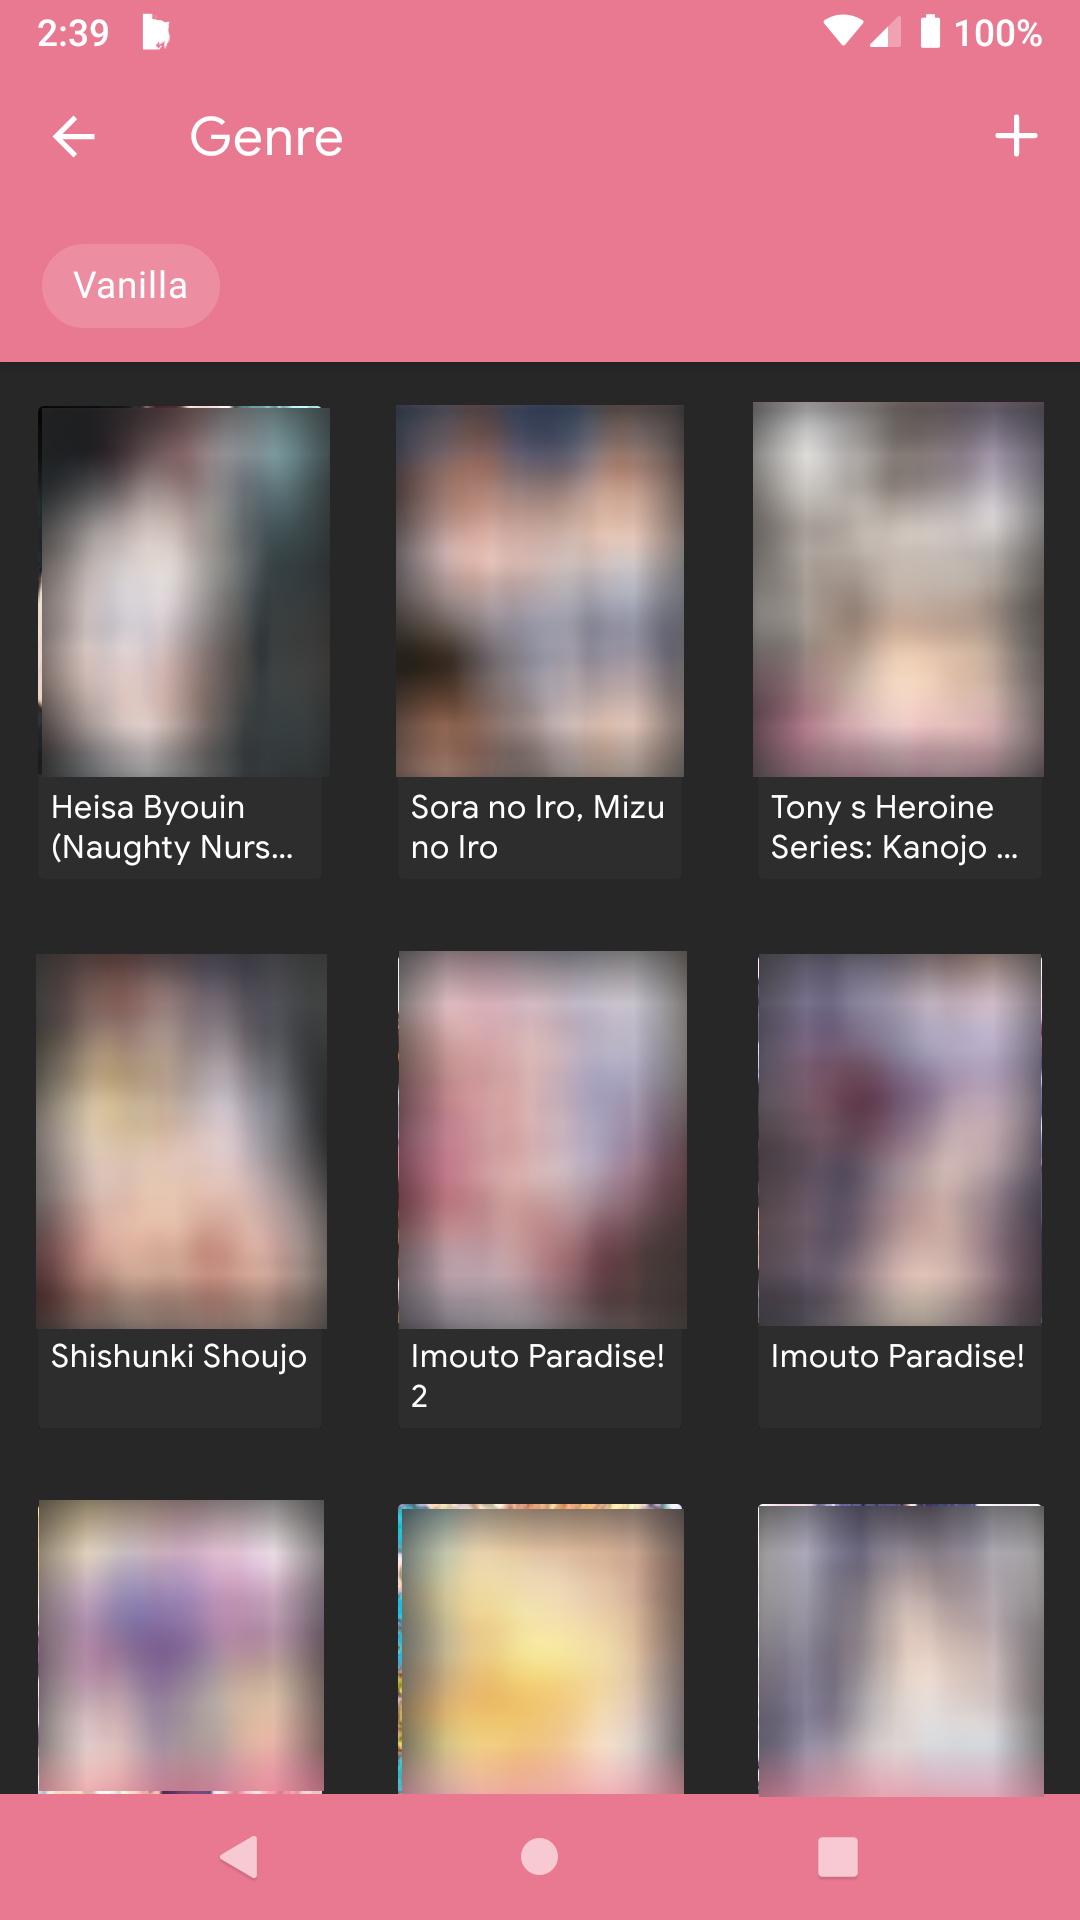 2:39
100%
Genre
Vanilla
Heisa Byouin
(Naughty Nurs...
Sora no Iro, Mizu
no Iro
Tony s Heroine
Series: Kanojo ...
Shishunki Shoujo
Imouto Paradise!
2
Imouto Paradise!